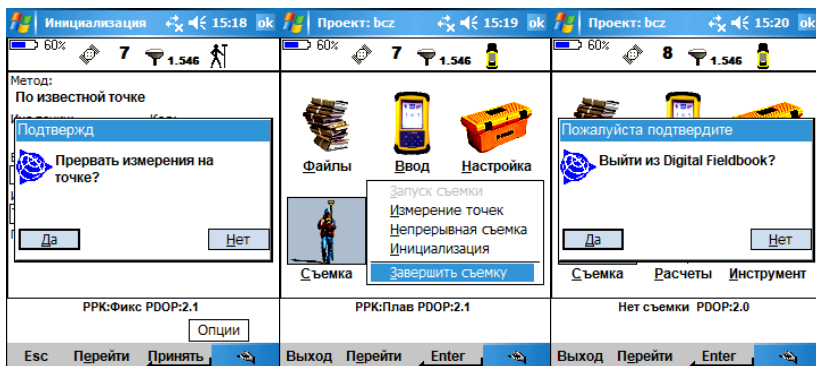 Инициализация 15:18 ok
60% 7 1.546
Метод:
По известной точке
Подтвержд
Прервать измерения на
точке?
Да Нет
PPK:Фикс PDOP:2.1
Опции
Esc Перейти Принять
Проект: bcz 15:19 ok
60% 7 1.546
Файлы Ввод Настройка
Запуск съемки
Измерение точек
Непрерывная съемка
Инициализация
Завершить съемку
Съемка
PPK:Плав PDOP:2.1
Выход Перейти Enter
Проект: bcz 15:20 ok
60% 8 1.546
Пожалуйста подтвердите
Выйти из Digital Fieldbook?
Да Нет
Съемка Расчеты Инструмент
Нет съемки PDOP:2.0
Выход Перейти Enter